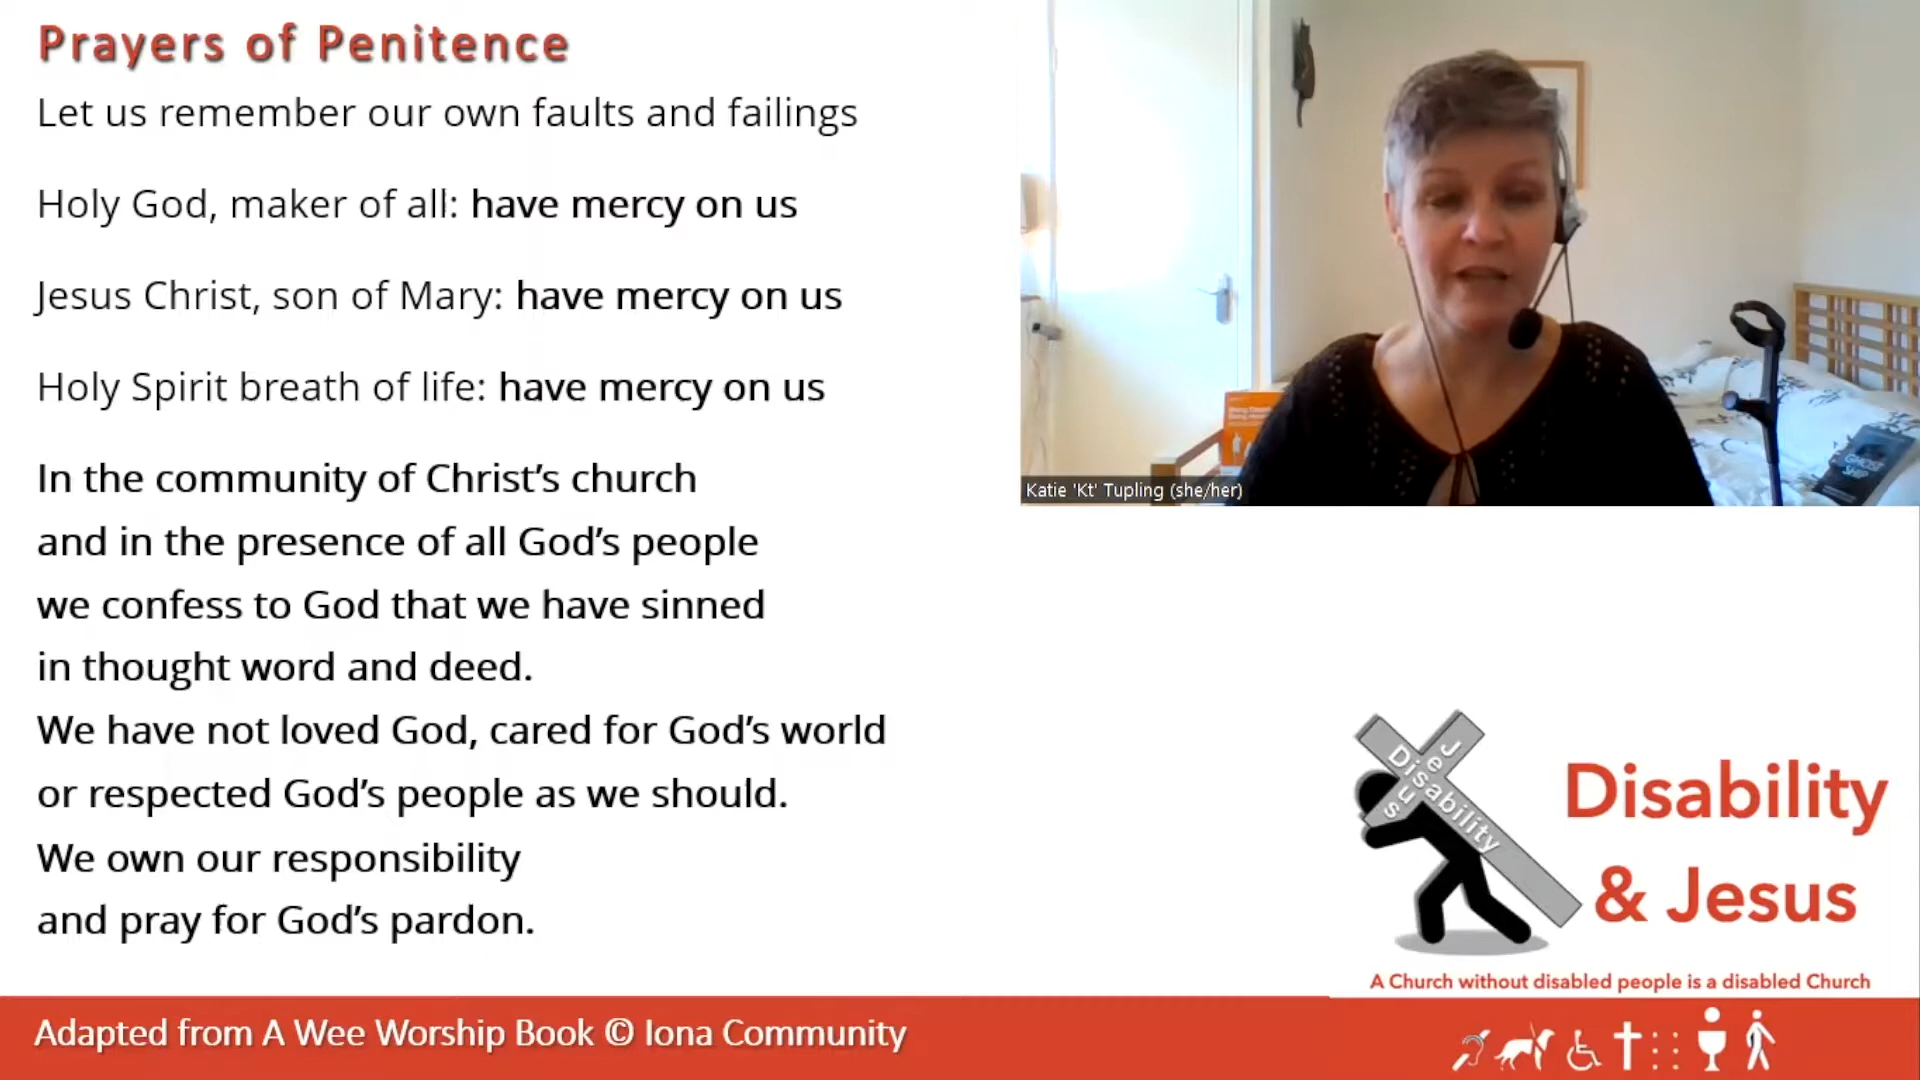 Prayers of Penitence
Let us remember our own faults and failings
Holy God, maker of all: have mercy on us
Jesus Christ, son of Mary: have mercy on us
Holy Spirit breath of life: have mercy on us
In the community of Christ’s church
and in the presence of all God’s people
we confess to God that we have sinned
in thought word and deed.
We have not loved God, cared for God’s world
or respected God’s people as we should.
We own our responsibility
and pray for God’s pardon.
Katie 'Kt' Tupling (she/her)
GHOST
SHIP
Jesus
Disability
Disability
& Jesus
A Church without disabled people is a disabled Church
Adapted from A Wee Worship Book © Iona Community